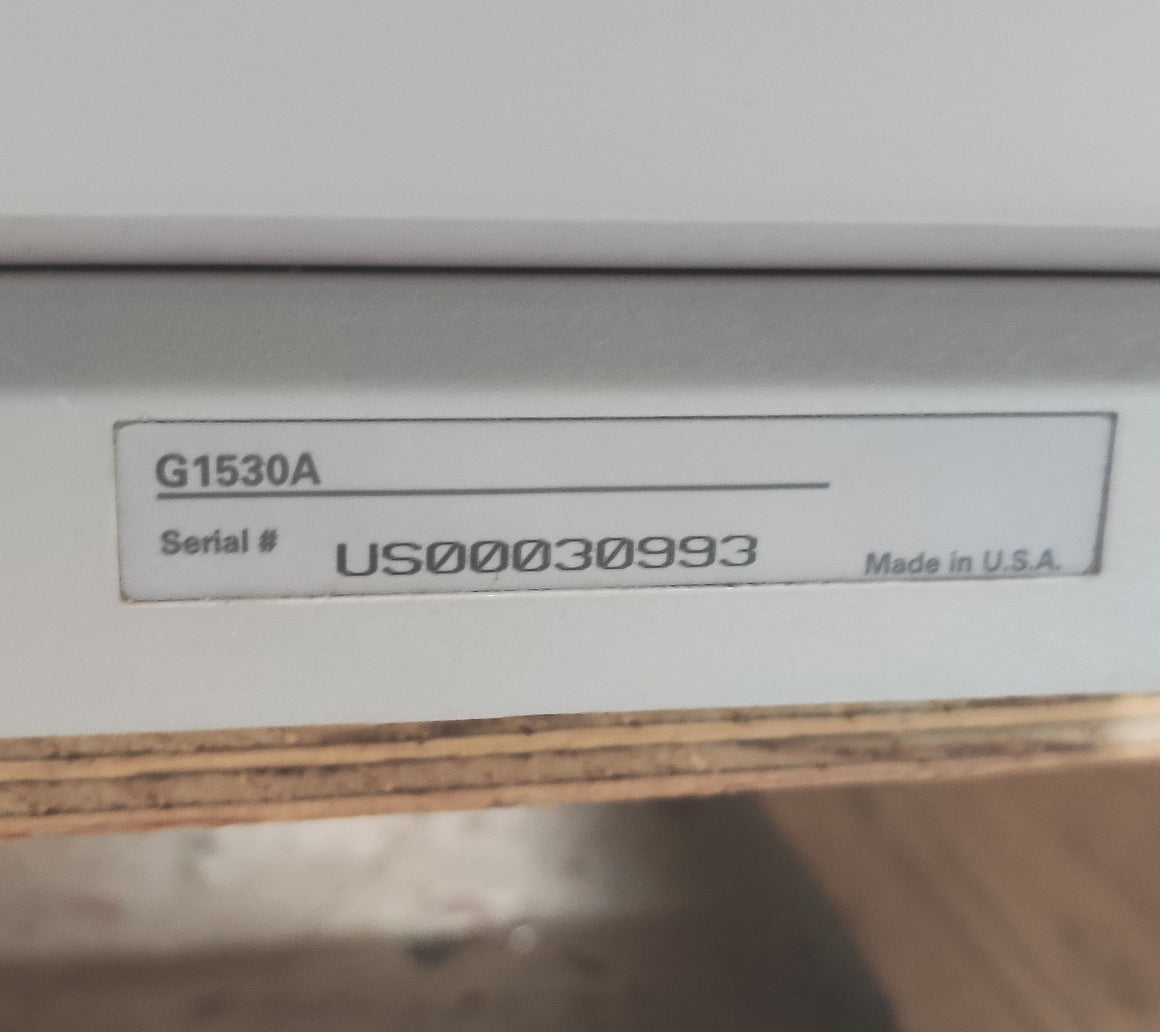 G1530A
Serial # US00030993
Made in U.S.A.